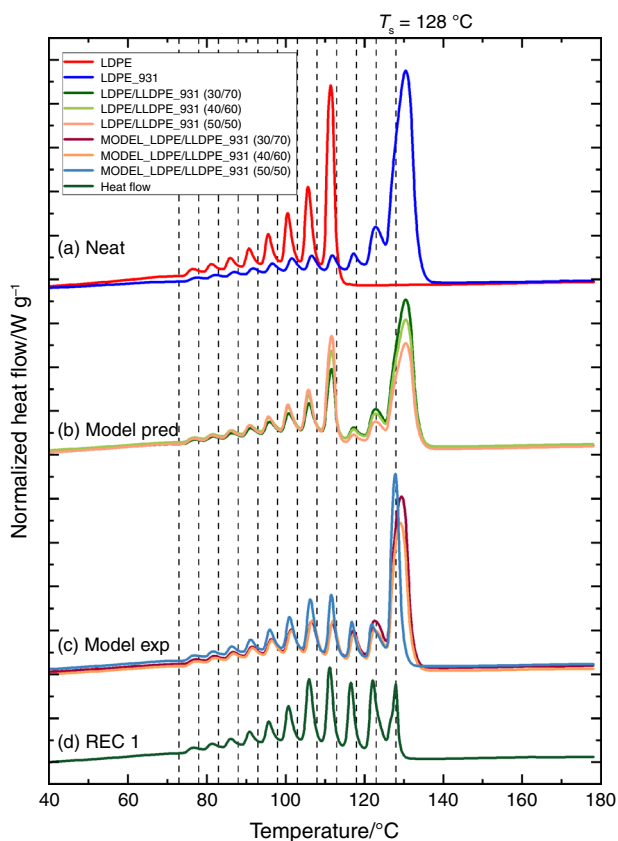 Ts = 128 °C
LDPE
LDPE_931
LDPE/LLDPE_931 (30/70)
LDPE/LLDPE_931 (40/60)
LDPE/LLDPE_931 (50/50)
MODEL_LDPE/LLDPE_931 (30/70)
MODEL_LDPE/LLDPE_931 (40/60)
MODEL_LDPE/LLDPE_931 (50/50)
Heat flow
(a) Neat
(b) Model pred
(c) Model exp
(d) REC 1
Normalized heat flow/W g⁻¹
40 60 80 100 120 140 160 180
Temperature/°C